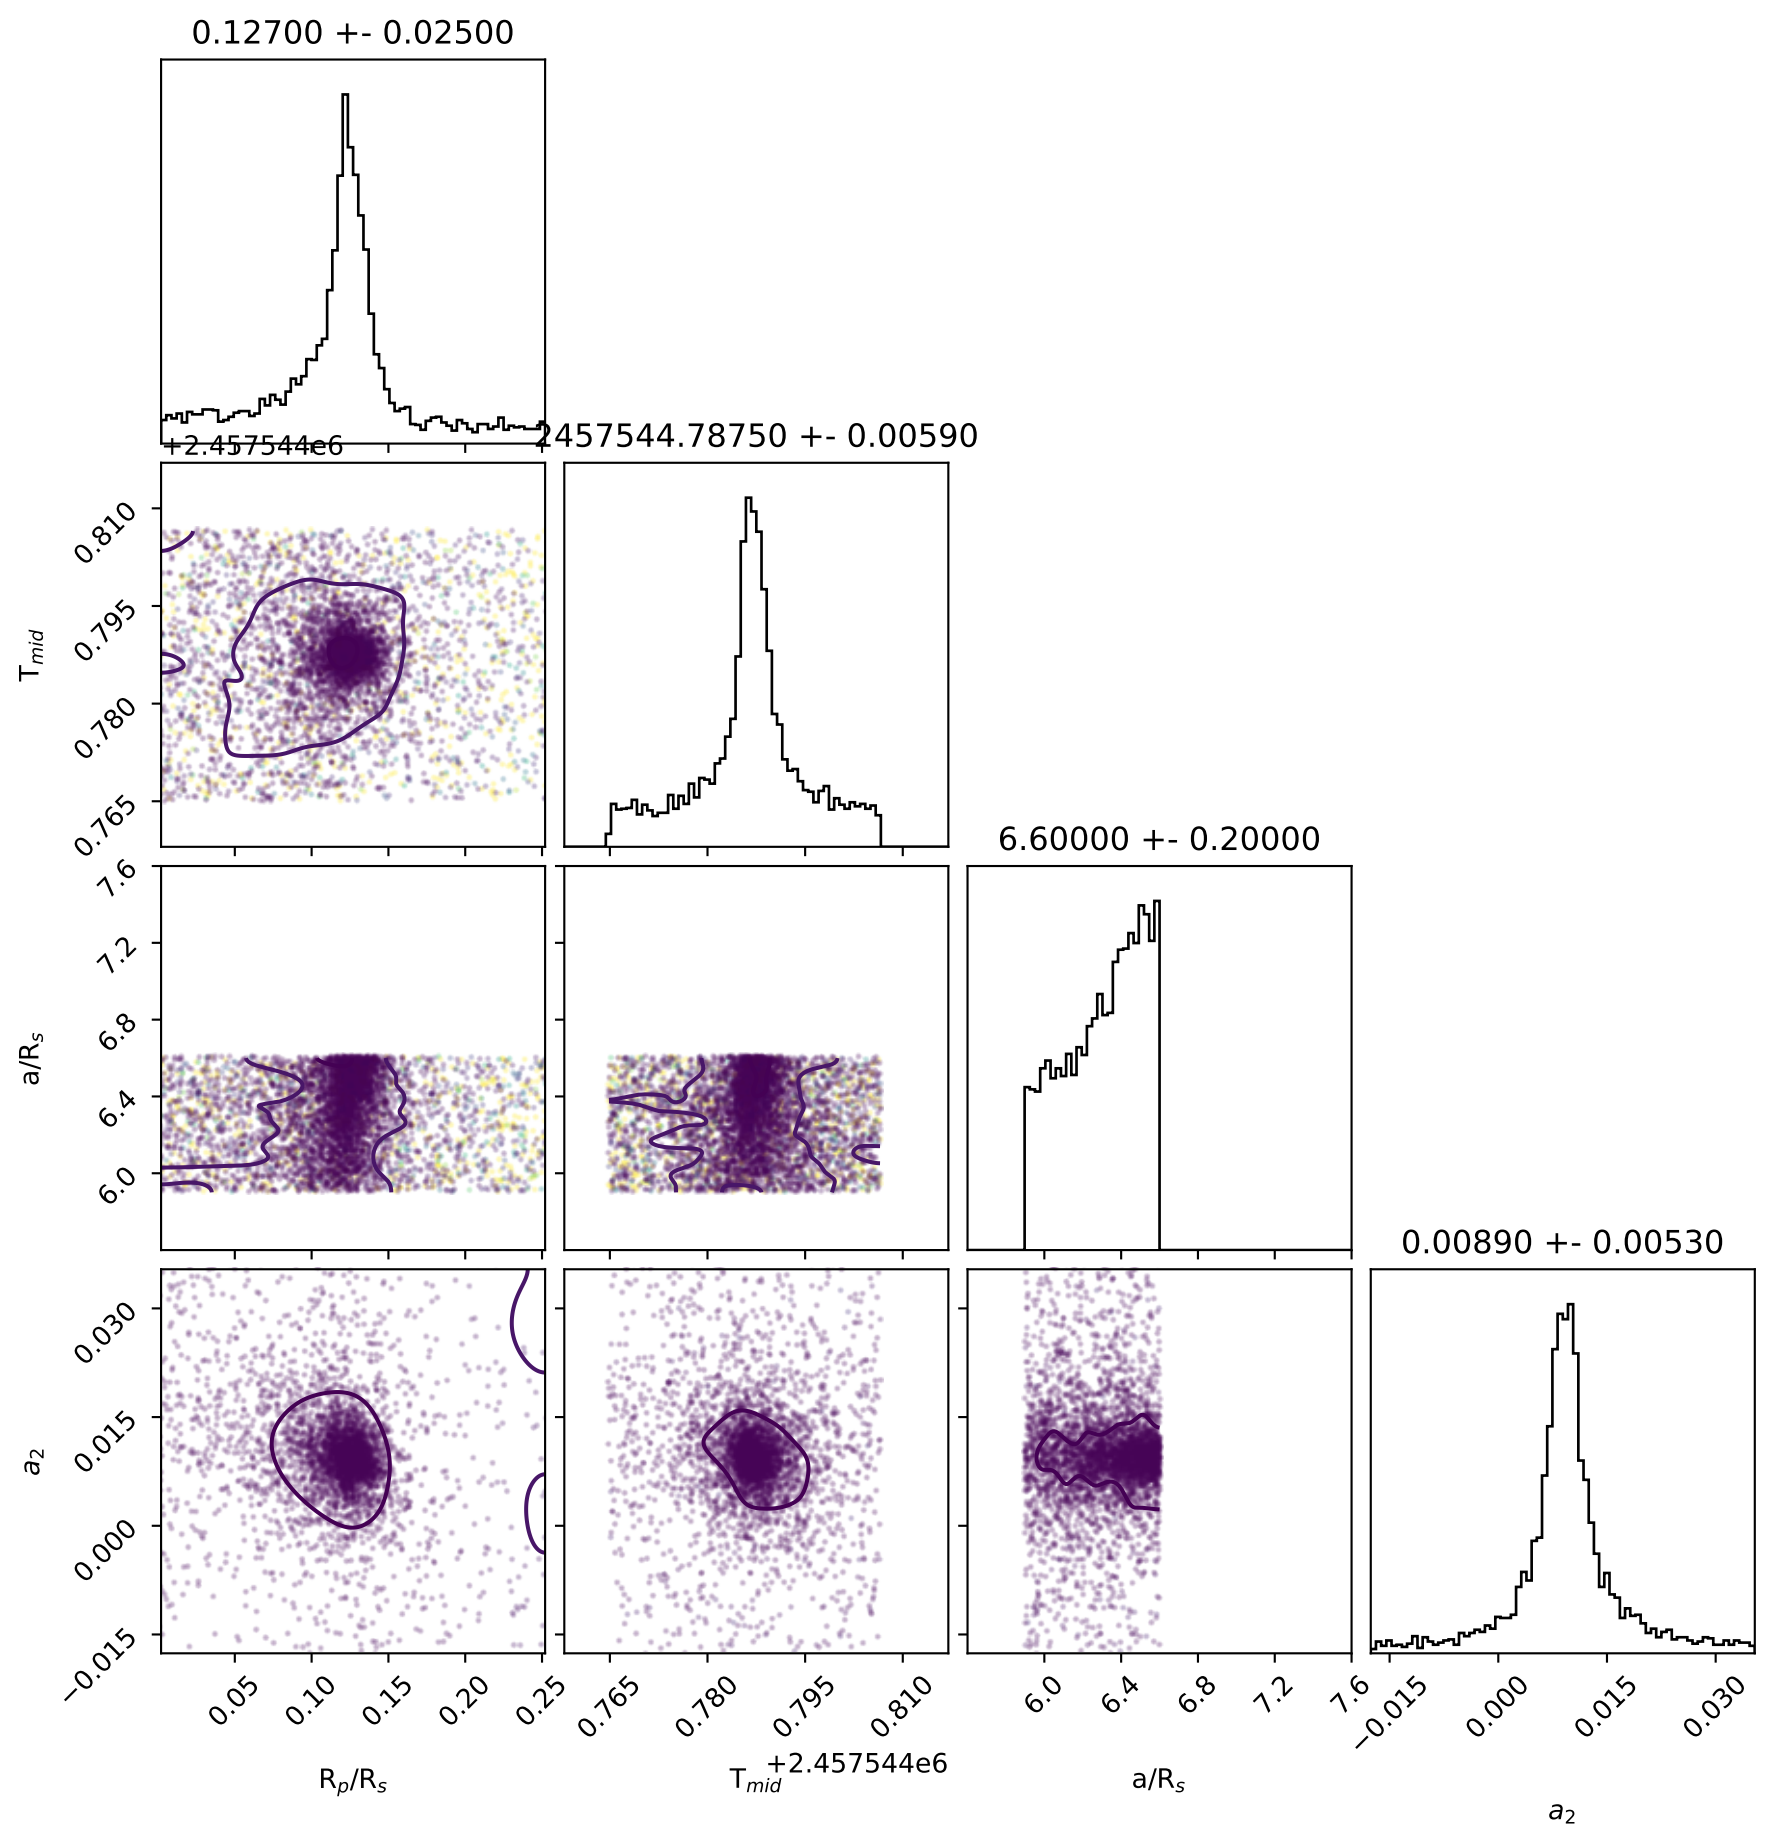 0.12700 +- 0.02500
+2.457544e6
2457544.78750 +- 0.00590
0.810
0.795
0.780
0.765
T_mid
6.60000 +- 0.20000
7.6
7.2
6.8
6.4
6.0
a/R_s
0.00890 +- 0.00530
0.030
0.015
0.000
−0.015
a_2
0.05 0.10 0.15 0.20 0.25
0.765 0.780 0.795 0.810
6.0 6.4 6.8 7.2 7.6
−0.015 0.000 0.015 0.030
+2.457544e6
R_p/R_s
T_mid
a/R_s
a_2